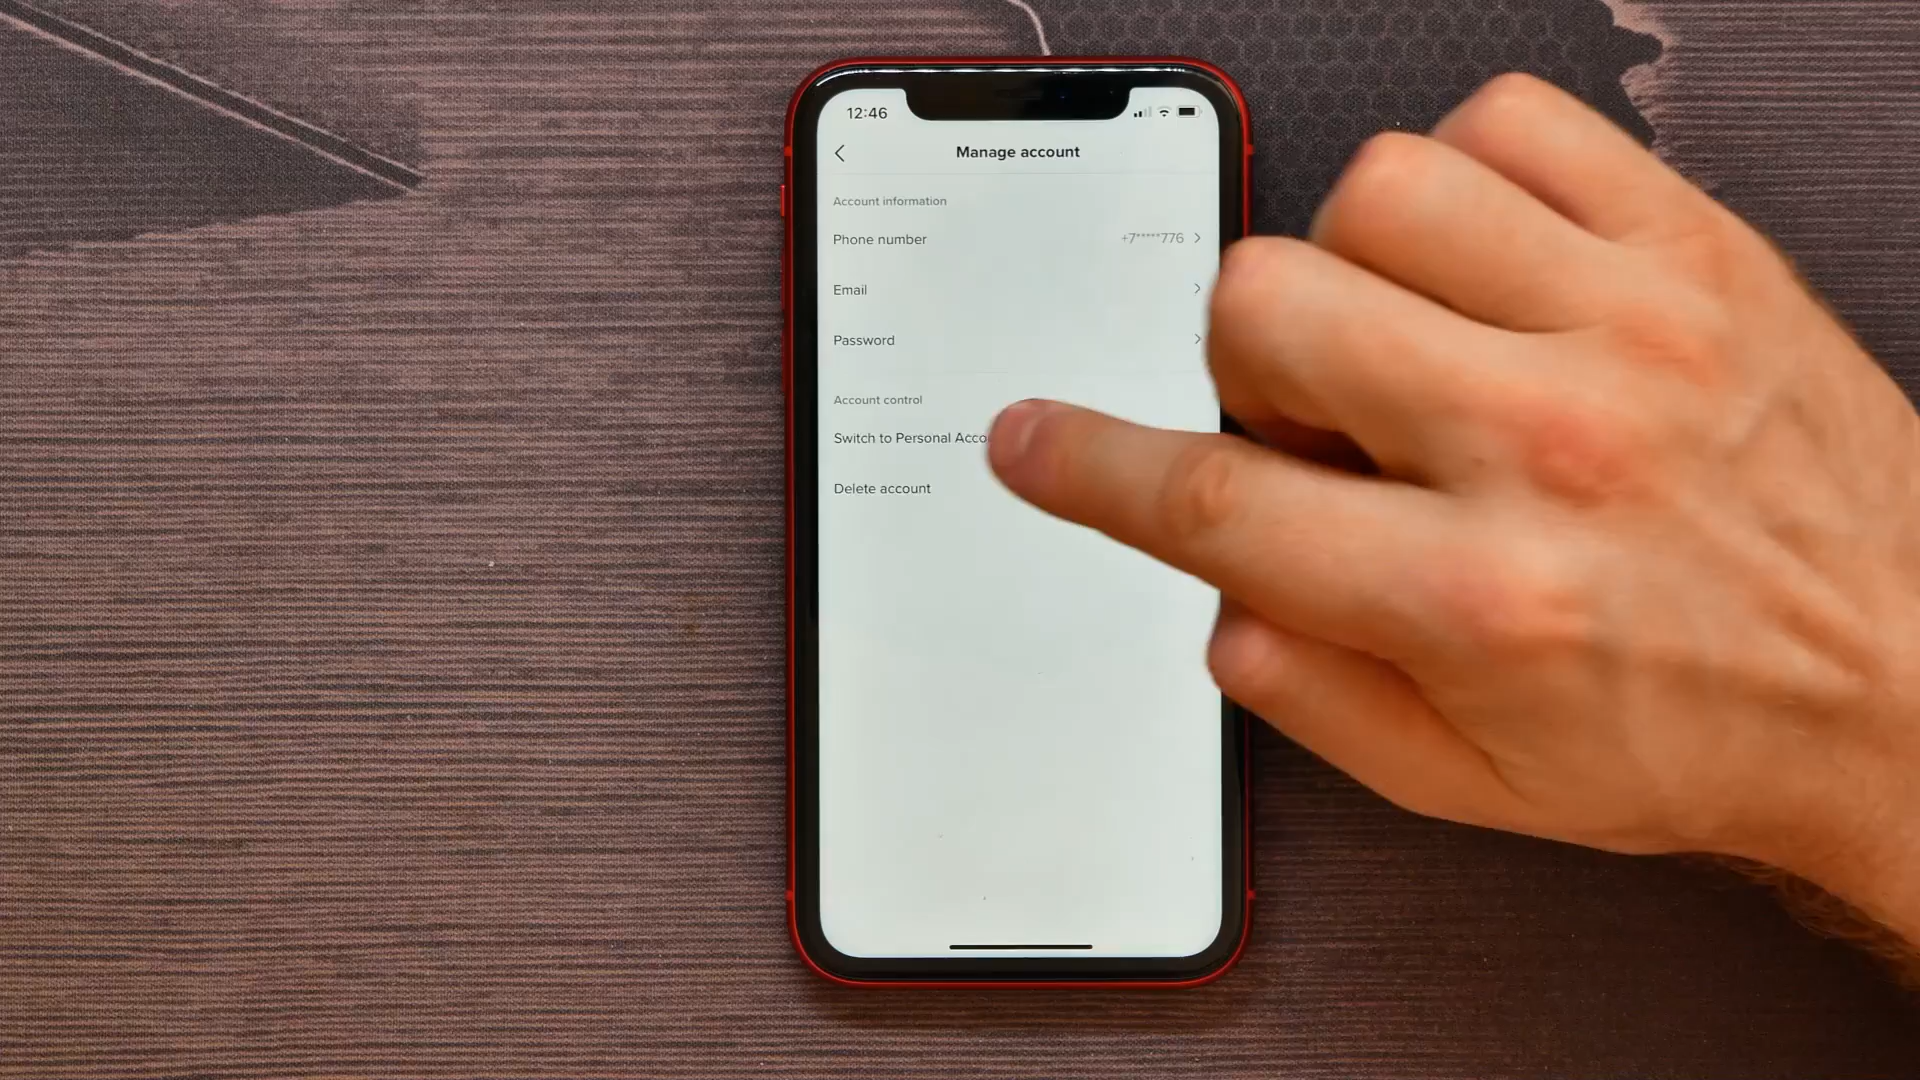 12:46
Manage account
Account information
Phone number +7*****776
Email
Password
Account control
Switch to Personal Acco
Delete account